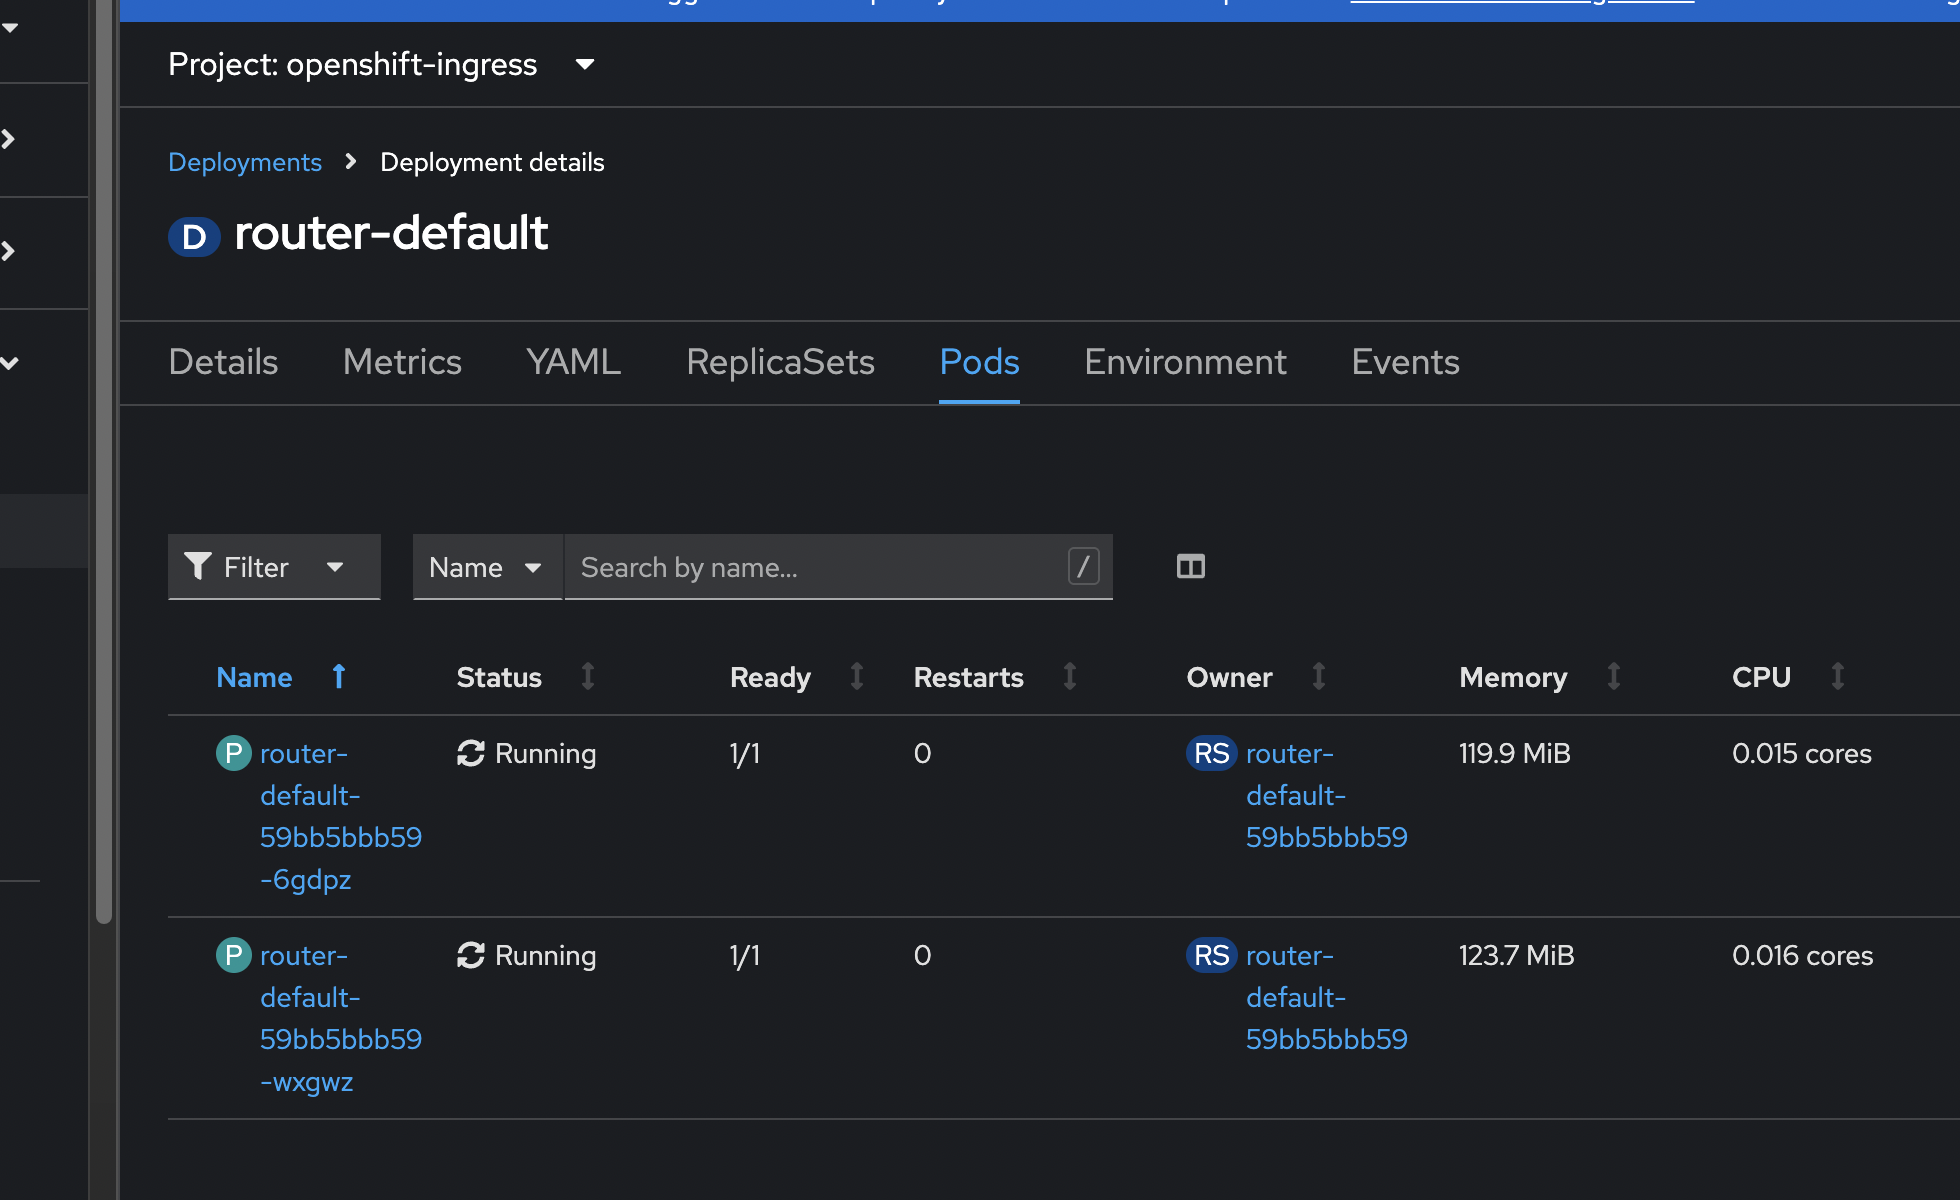 Project: openshift-ingress
Deployments > Deployment details
D router-default
Details Metrics YAML ReplicaSets Pods Environment Events
Filter Name Search by name... /
Name Status Ready Restarts Owner Memory CPU
P router- Running 1/1 0 RS router- 119.9 MiB 0.015 cores
default- default-
59bb5bbb59 59bb5bbb59
-6gdpz
P router- Running 1/1 0 RS router- 123.7 MiB 0.016 cores
default- default-
59bb5bbb59 59bb5bbb59
-wxgwz